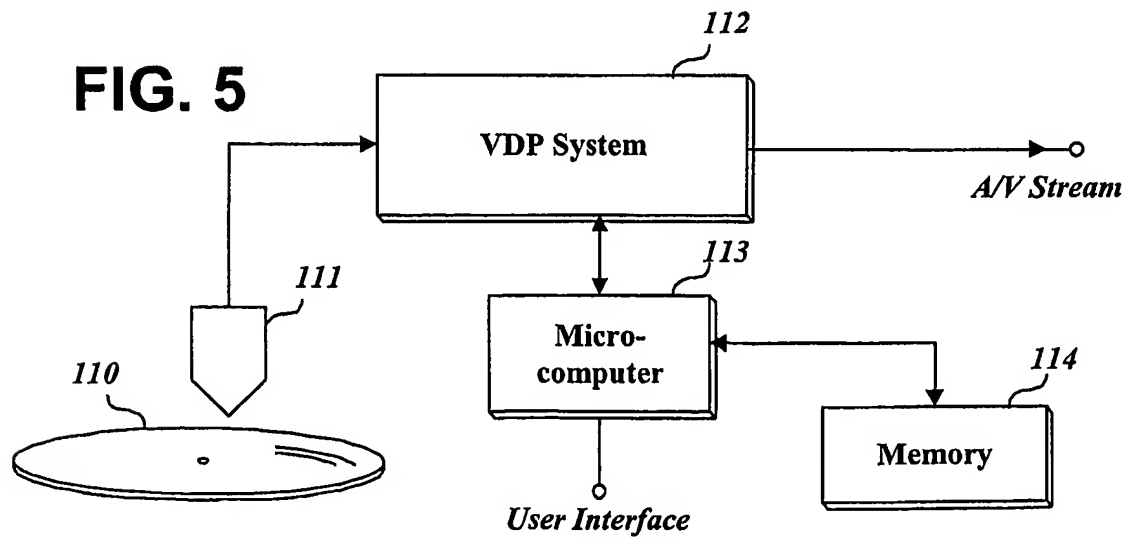 FIG. 5
112
VDP System
A/V Stream
111
113
Micro-
computer
110
114
Memory
User Interface